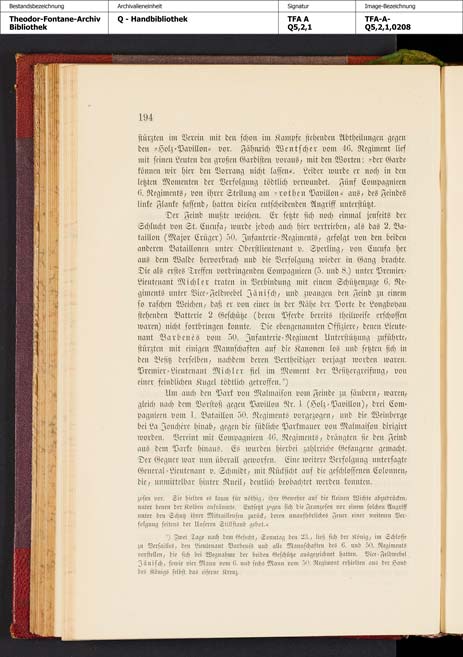 Bestandsbezeichnung
Theodor-Fontane-Archiv
Bibliothek
Archivalieneinheit
Q - Handbibliothek
Signatur
TFA A
Q5,2,1
Image-Bezeichnung
TFA-A-
Q5,2,1,0208
194
stürzten im Verein mit den schon im Kampfe stehenden Abtheilungen gegen
den »Holz-Pavillon« vor. Fähnrich Wentscher vom 46. Regiment lief
mit seinen Leuten den großen Gardisten voraus, mit den Worten: »der Garde
können wir hier den Vorrang nicht lassen«. Leider wurde er noch in den
letzten Momenten der Verfolgung tödtlich verwundet. Fünf Compagnieen
6. Regiments, von ihrer Stellung am »rothen Pavillon« aus, des Feindes
linke Flanke fassend, hatten diesen entscheidenden Angriff unterstützt.
Der Feind mußte weichen. Er setzte sich noch einmal jenseits der
Schlucht von St. Cucufa, wurde jedoch auch hier vertrieben, als das 2. Ba-
taillon (Major Crüger) 50. Infanterie-Regiments, gefolgt von den beiden
anderen Bataillonen unter Oberstlieutenant v. Sperling, von Cucufa her
aus dem Walde hervorbrach und die Verfolgung wieder in Gang brachte.
Die als erstes Treffen vordringenden Compagnieen (5. und 8.) unter Premier-
Lieutenant Michler traten in Verbindung mit einem Schützenzuge 6. Re-
giments unter Vice-Feldwebel Jänisch, und zwangen den Feind zu einem
so raschen Weichen, daß er von einer in der Nähe der Porte de Longboyau
stehenden Batterie 2 Geschütze (deren Pferde bereits theilweise erschossen
waren) nicht fortbringen konnte. Die ebengenannten Offiziere, denen Lieute-
nant Barbenès vom 50. Infanterie-Regiment Unterstützung zuführte,
stürzten mit einigen Mannschaften auf die Kanonen los und setzten sich in
den Besitz derselben, nachdem deren Vertheidiger verjagt worden waren.
Premier-Lieutenant Michler fiel im Moment der Besitzergreifung, von
einer feindlichen Kugel tödtlich getroffen.*)
Um auch den Park von Malmaison vom Feinde zu säubern, waren,
gleich nach dem Vorstoß gegen Pavillon Nr. 1 (Holz-Pavillon), drei Com-
pagnieen vom 1. Bataillon 50. Regiments vorgezogen, und die Weinberge
bei La Jonchère hinab, gegen die südliche Parkmauer von Malmaison dirigirt
worden. Vereint mit Compagnieen 46. Regiments, drängten sie den Feind
aus dem Parke hinaus. Es wurden hierbei zahlreiche Gefangene gemacht.
Der Gegner war nun überall geworfen. Eine weitere Verfolgung untersagte
General-Lieutenant v. Schmidt, mit Rücksicht auf die geschlossenen Colonnen,
die, unmittelbar hinter Rueil, deutlich beobachtet werden konnten.
zosen vor. Sie hielten es kaum für nöthig, ihre Gewehre auf die kleinen Wichte abzudrücken,
unter denen der Kolben aufräumte. Entsetzt zogen sich die Franzosen vor einem solchen Angriff
unter den Schutz ihrer Mitrailleusen zurück, deren unaufhörliches Feuer einer weiteren Ver-
folgung seitens der Unseren Stillstand gebot.«
*) Zwei Tage nach dem Gefecht, Sonntag den 23., ließ sich der König, im Schlosse
zu Versailles, den Lieutenant Barbenès und alle Mannschaften des 6. und 50. Regiments
vorstellen, die sich bei Wegnahme der beiden Geschütze ausgezeichnet hatten. Vice-Feldwebel
Jänisch, sowie vier Mann vom 6. und sechs Mann vom 50. Regiment erhielten aus der Hand
des Königs selbst das eiserne Kreuz.